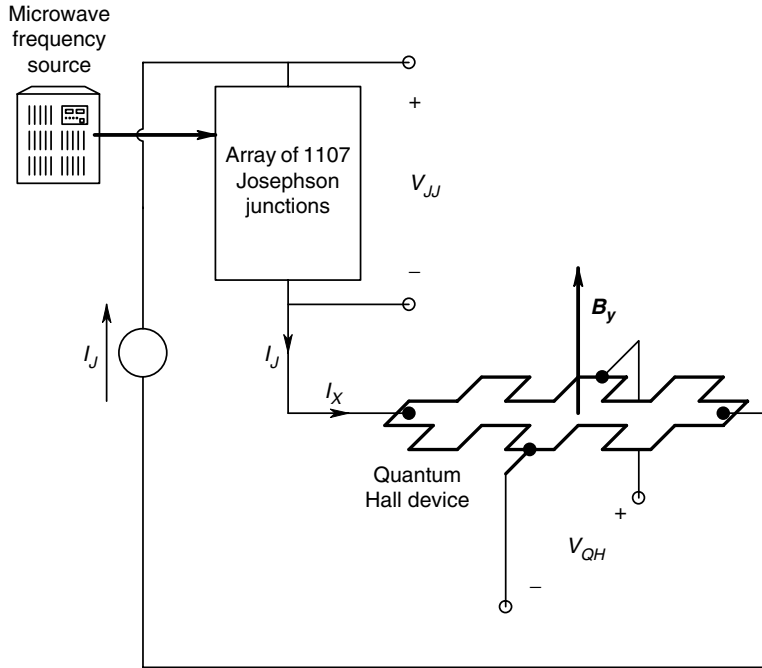 Microwave
frequency
source
+
Array of 1107
Josephson
junctions
V_JJ
−
B_y
I_J
I_J
I_X
Quantum
Hall device
+
V_QH
−